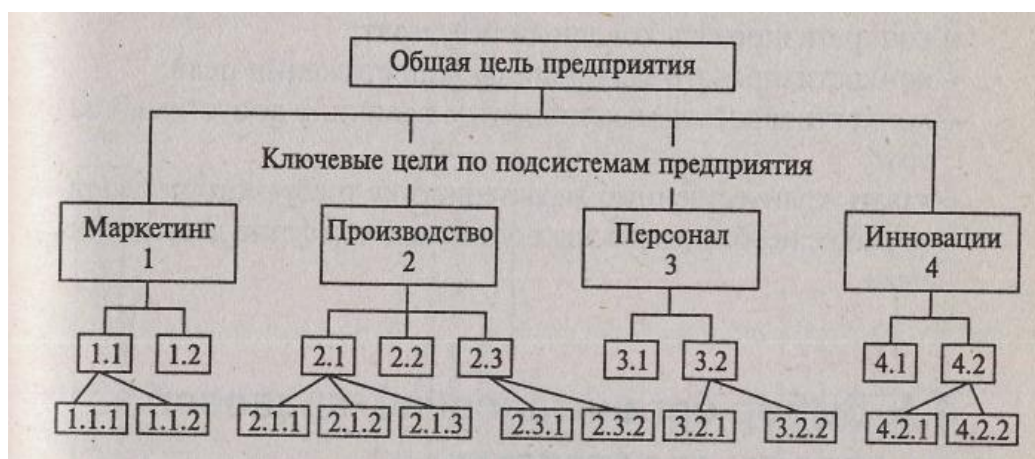 Общая цель предприятия
Ключевые цели по подсистемам предприятия
Маркетинг
1
Производство
2
Персонал
3
Инновации
4
1.1 1.2 2.1 2.2 2.3 3.1 3.2 4.1 4.2
1.1.1 1.1.2 2.1.1 2.1.2 2.1.3 2.3.1 2.3.2 3.2.1 3.2.2 4.2.1 4.2.2